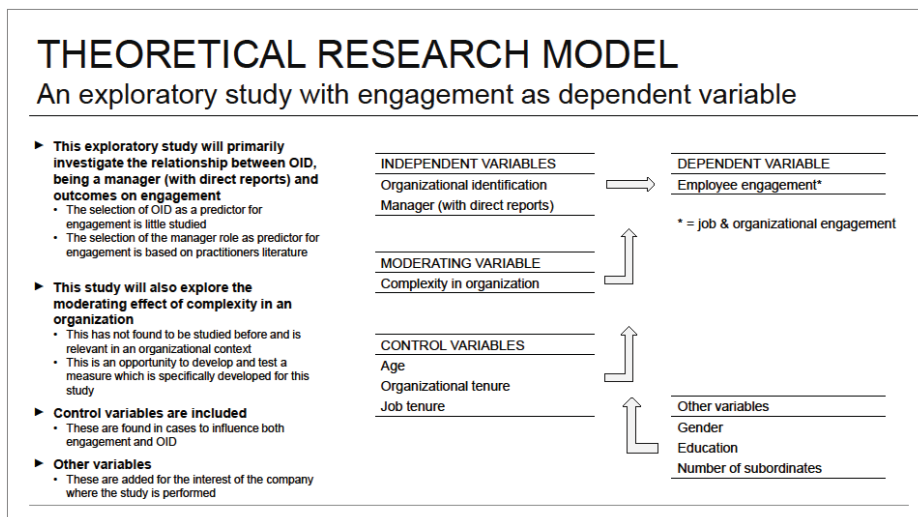 THEORETICAL RESEARCH MODEL
An exploratory study with engagement as dependent variable
► This exploratory study will primarily
investigate the relationship between OID,
being a manager (with direct reports) and
outcomes on engagement
• The selection of OID as a predictor for
engagement is little studied
• The selection of the manager role as predictor for
engagement is based on practitioners literature
► This study will also explore the
moderating effect of complexity in an
organization
• This has not found to be studied before and is
relevant in an organizational context
• This is an opportunity to develop and test a
measure which is specifically developed for this
study
► Control variables are included
• These are found in cases to influence both
engagement and OID
► Other variables
• These are added for the interest of the company
where the study is performed
INDEPENDENT VARIABLES
Organizational identification
Manager (with direct reports)
MODERATING VARIABLE
Complexity in organization
CONTROL VARIABLES
Age
Organizational tenure
Job tenure
DEPENDENT VARIABLE
Employee engagement*
* = job & organizational engagement
Other variables
Gender
Education
Number of subordinates